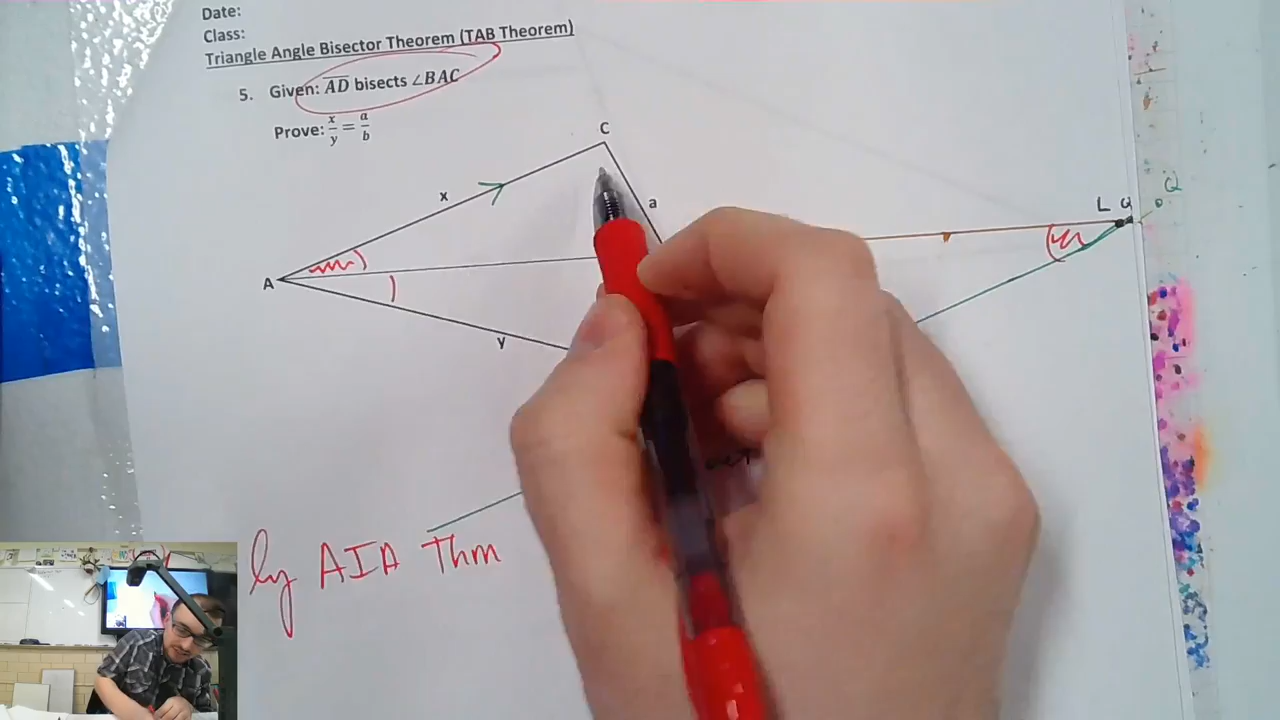 Date:
Class:
Triangle Angle Bisector Theorem (TAB Theorem)
5. Given: AD bisects ∠BAC
Prove: x/y = a/b
C
x
a
A
y
L
Q
by AIA Thm